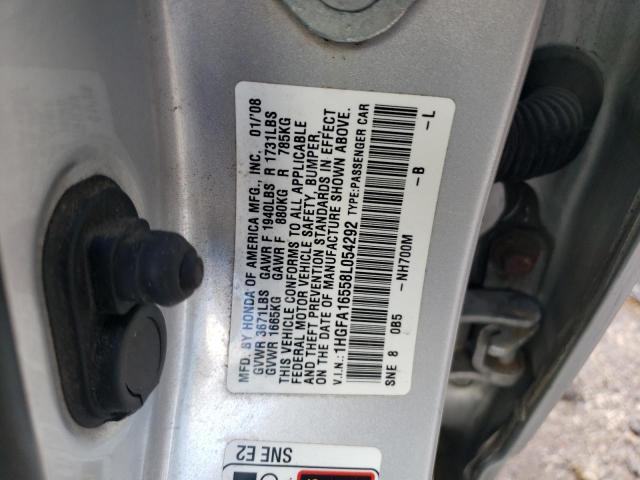 MFD. BY HONDA OF AMERICA MFG., INC. 01/'08
GVWR 3671LBS GAWR F 1940LBS R 1731LBS
GVWR 1665KG GAWR F 880KG R 785KG
THIS VEHICLE CONFORMS TO ALL APPLICABLE
FEDERAL MOTOR VEHICLE SAFETY, BUMPER,
AND THEFT PREVENTION STANDARDS IN EFFECT
ON THE DATE OF MANUFACTURE SHOWN ABOVE.
V.I.N.: 1HGFA16558L054292 TYPE:PASSENGER CAR
SNE 8 OB5 -NH700M -B -L
SNE E2